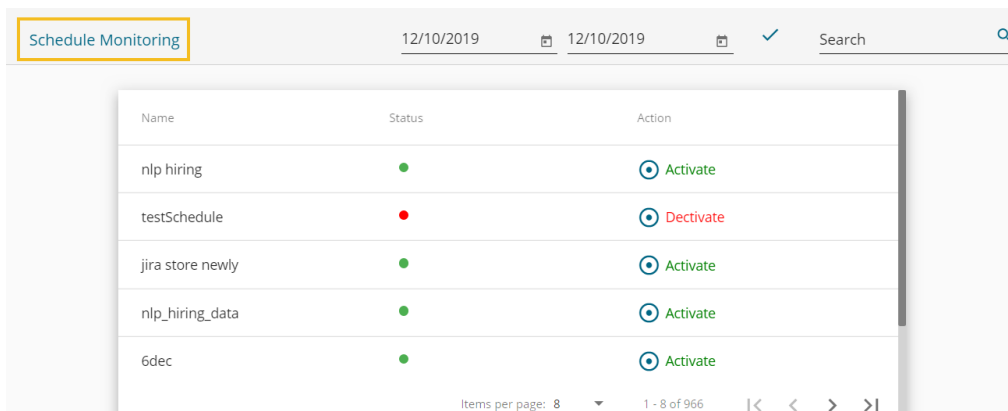 Schedule Monitoring 12/10/2019 12/10/2019 Search
Name Status Action
nlp hiring Activate
testSchedule Dectivate
jira store newly Activate
nlp_hiring_data Activate
6dec Activate
Items per page: 8 1 - 8 of 966